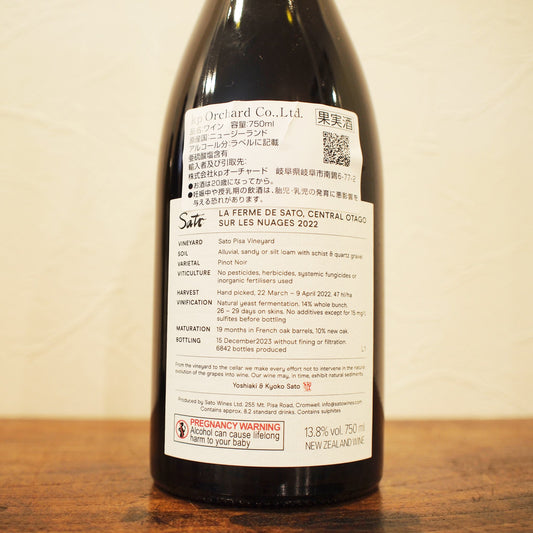 kp Orchard Co.,Ltd.
果実酒
品名:ワイン 容量:750ml
原産国:ニュージーランド
アルコール分:ラベルに記載
亜硫酸塩含有
輸入者及び引取先:
株式会社kpオーチャード 岐阜県岐阜市南鶉6-77-2
●お酒は20歳になってから。
●妊娠中や授乳期の飲酒は、胎児・乳児の発育に悪影響を
与える恐れがあります。
Sato
LA FERME DE SATO, CENTRAL OTAGO
SUR LES NUAGES 2022
VINEYARD Sato Pisa Vineyard
SOIL Alluvial, sandy or silt loam with schist & quartz gravel
VARIETAL Pinot Noir
VITICULTURE No pesticides, herbicides, systemic fungicides or
inorganic fertilisers used
HARVEST Hand picked, 22 March – 9 April 2022. 47 hl/ha
VINIFICATION Natural yeast fermentation. 14% whole bunch.
26 – 29 days on skins. No additives except for 15 mg/L
sulfites before bottling
MATURATION 19 months in French oak barrels, 10% new oak.
BOTTLING 15 December2023 without fining or filtration.
6842 bottles produced L1
From the vineyard to the cellar we make every effort not to intervene in the natural
evolution of the grapes into wine. Our wine may, in time, exhibit natural sediments.
Yoshiaki & Kyoko Sato
Produced by Sato Wines Ltd. 255 Mt. Pisa Road, Cromwell. info@satowines.com
Contains approx. 8.2 standard drinks. Contains sulphites
PREGNANCY WARNING
Alcohol can cause lifelong
harm to your baby
13.8% vol. 750 ml
NEW ZEALAND WINE